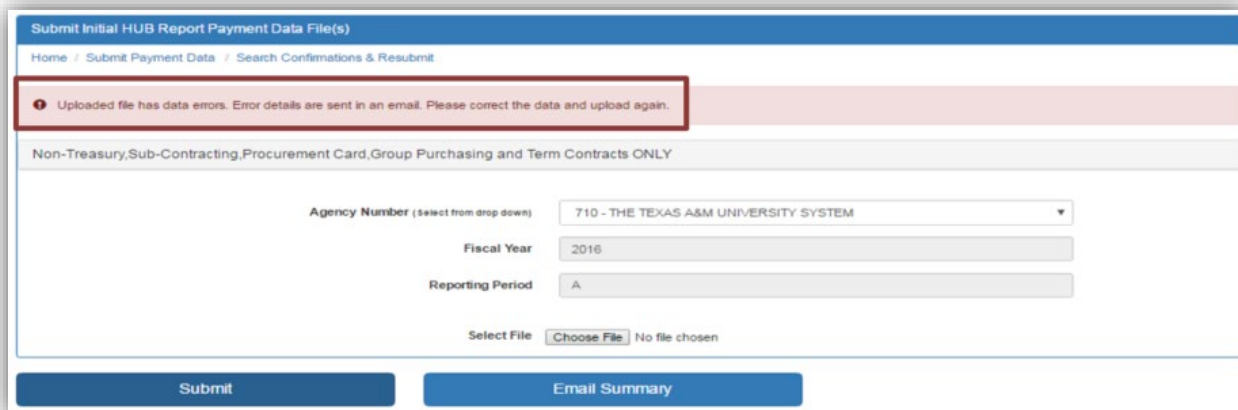 Submit Initial HUB Report Payment Data File(s)
Home / Submit Payment Data / Search Confirmations & Resubmit
Uploaded file has data errors. Error details are sent in an email. Please correct the data and upload again.
Non-Treasury,Sub-Contracting,Procurement Card,Group Purchasing and Term Contracts ONLY
Agency Number (Select from drop down) 710 - THE TEXAS A&M UNIVERSITY SYSTEM
Fiscal Year 2016
Reporting Period A
Select File Choose File No file chosen
Submit Email Summary